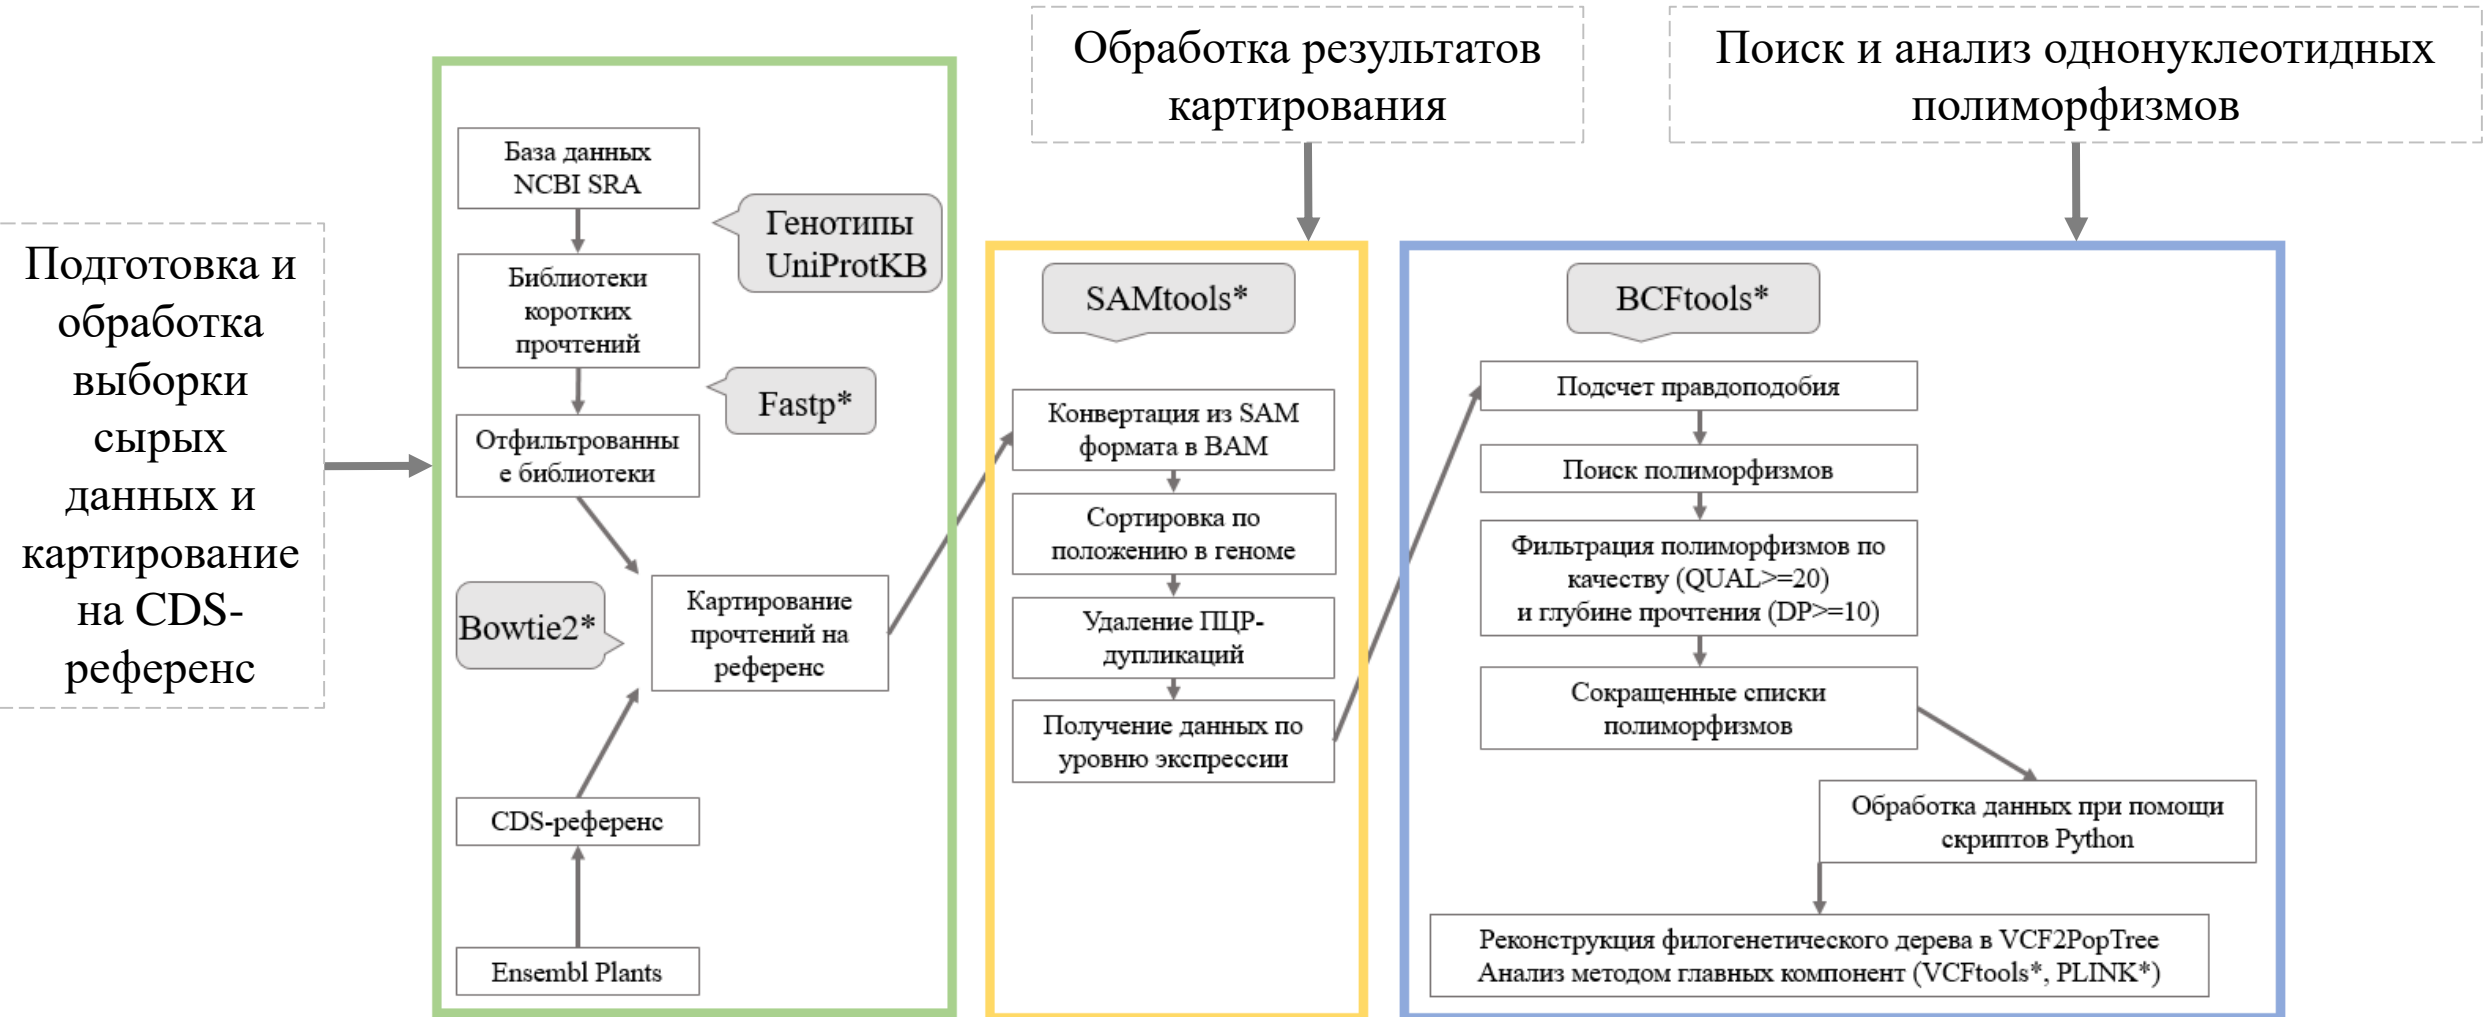 Подготовка и
обработка
выборки
сырых
данных и
картирование
на CDS-
референс
База данных
NCBI SRA
Генотипы
UniProtKB
Библиотеки
коротких
прочтений
Fastp*
Отфильтрованны
е библиотеки
Bowtie2*
Картирование
прочтений на
референс
CDS-референс
Ensembl Plants
Обработка результатов
картирования
SAMtools*
Конвертация из SAM
формата в BAM
Сортировка по
положению в геноме
Удаление ПЦР-
дупликаций
Получение данных по
уровню экспрессии
Поиск и анализ однонуклеотидных
полиморфизмов
BCFtools*
Подсчет правдоподобия
Поиск полиморфизмов
Фильтрация полиморфизмов по
качеству (QUAL>=20)
и глубине прочтения (DP>=10)
Сокращенные списки
полиморфизмов
Обработка данных при помощи
скриптов Python
Реконструкция филогенетического дерева в VCF2PopTree
Анализ методом главных компонент (VCFtools*, PLINK*)